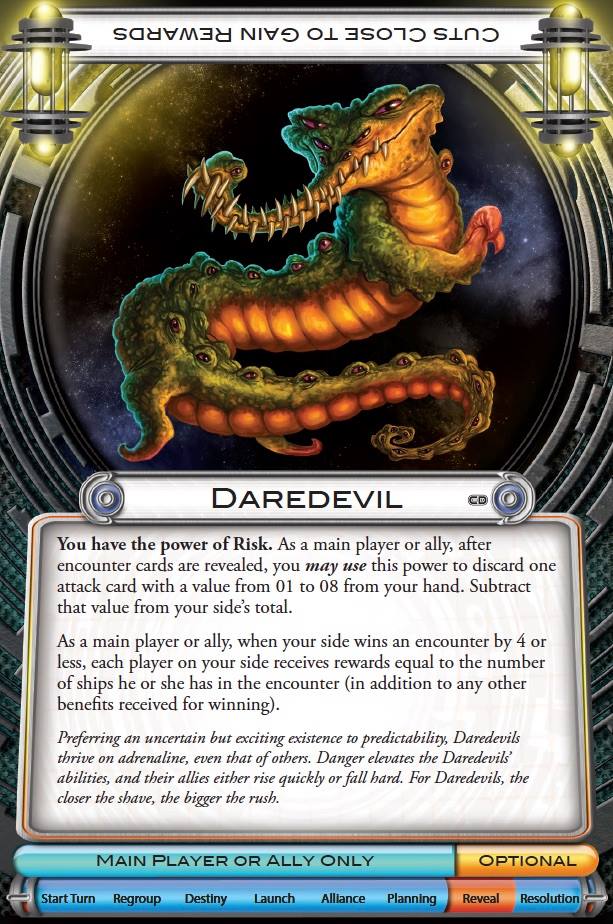 Cuts Close to Gain Rewards
Daredevil
CD
You have the power of Risk. As a main player or ally, after
encounter cards are revealed, you may use this power to discard one
attack card with a value from 01 to 08 from your hand. Subtract
that value from your side’s total.
As a main player or ally, when your side wins an encounter by 4 or
less, each player on your side receives rewards equal to the number
of ships he or she has in the encounter (in addition to any other
benefits received for winning).
Preferring an uncertain but exciting existence to predictability, Daredevils
thrive on adrenaline, even that of others. Danger elevates the Daredevils’
abilities, and their allies either rise quickly or fall hard. For Daredevils, the
closer the shave, the bigger the rush.
Main Player or Ally Only Optional
Start Turn Regroup Destiny Launch Alliance Planning Reveal Resolution